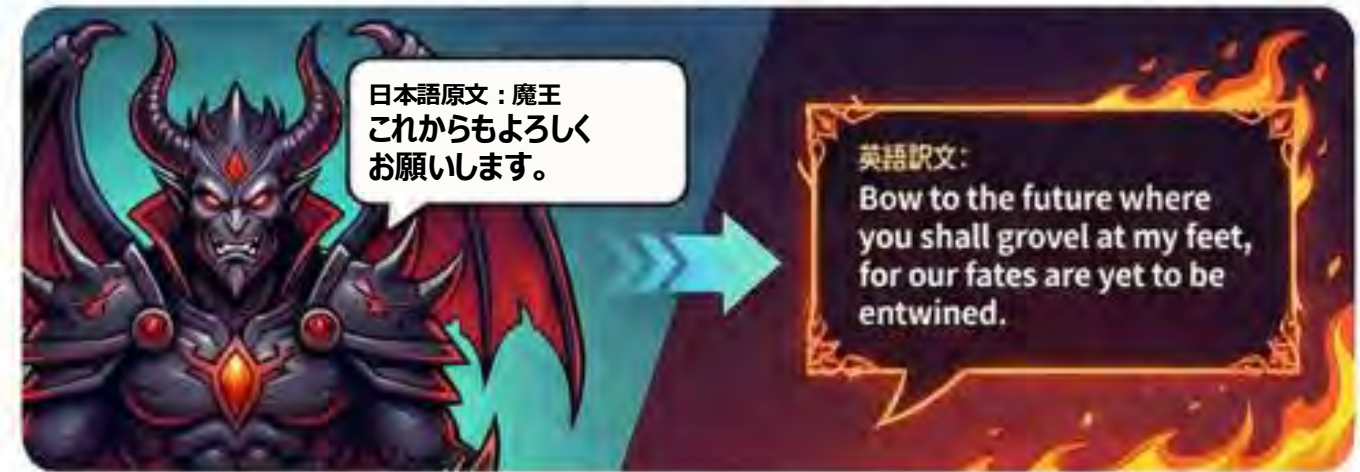 日本語原文：魔王
これからもよろしく
お願いします。
英語訳文：
Bow to the future where
you shall grovel at my feet,
for our fates are yet to be
entwined.